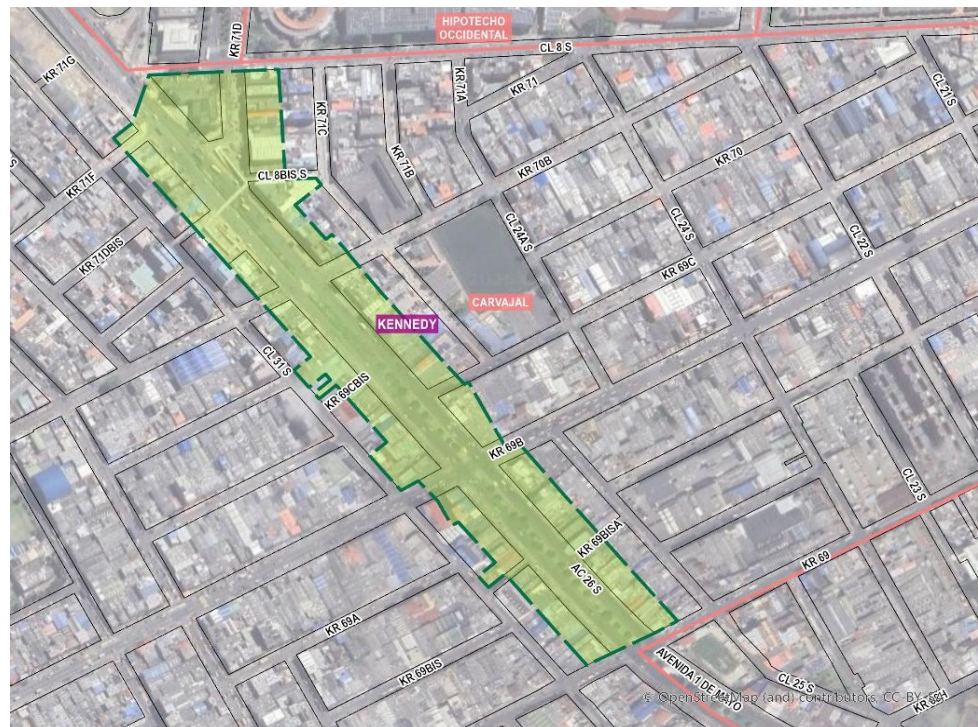 HIPOTECHO
OCCIDENTAL
KR 71D
CL 8 S
KR 71G
KR 71A
KR 71
CL 21 S
KR 71C
KR 71B
KR 70B
KR 70
CL 8BIS S
KR 71F
CL 24A S
CL 24 S
CL 22 S
KR 71DBIS
KR 69C
CARVAJAL
KENNEDY
CL 31 S
KR 69CBIS
KR 69B
CL 23 S
KR 69BISA
KR 69
AC 26 S
KR 69A
KR 69BIS
AVENIDA 1 DE MAYO
CL 25 S
© OpenStreetMap (and) contributors, CC-BY-SA